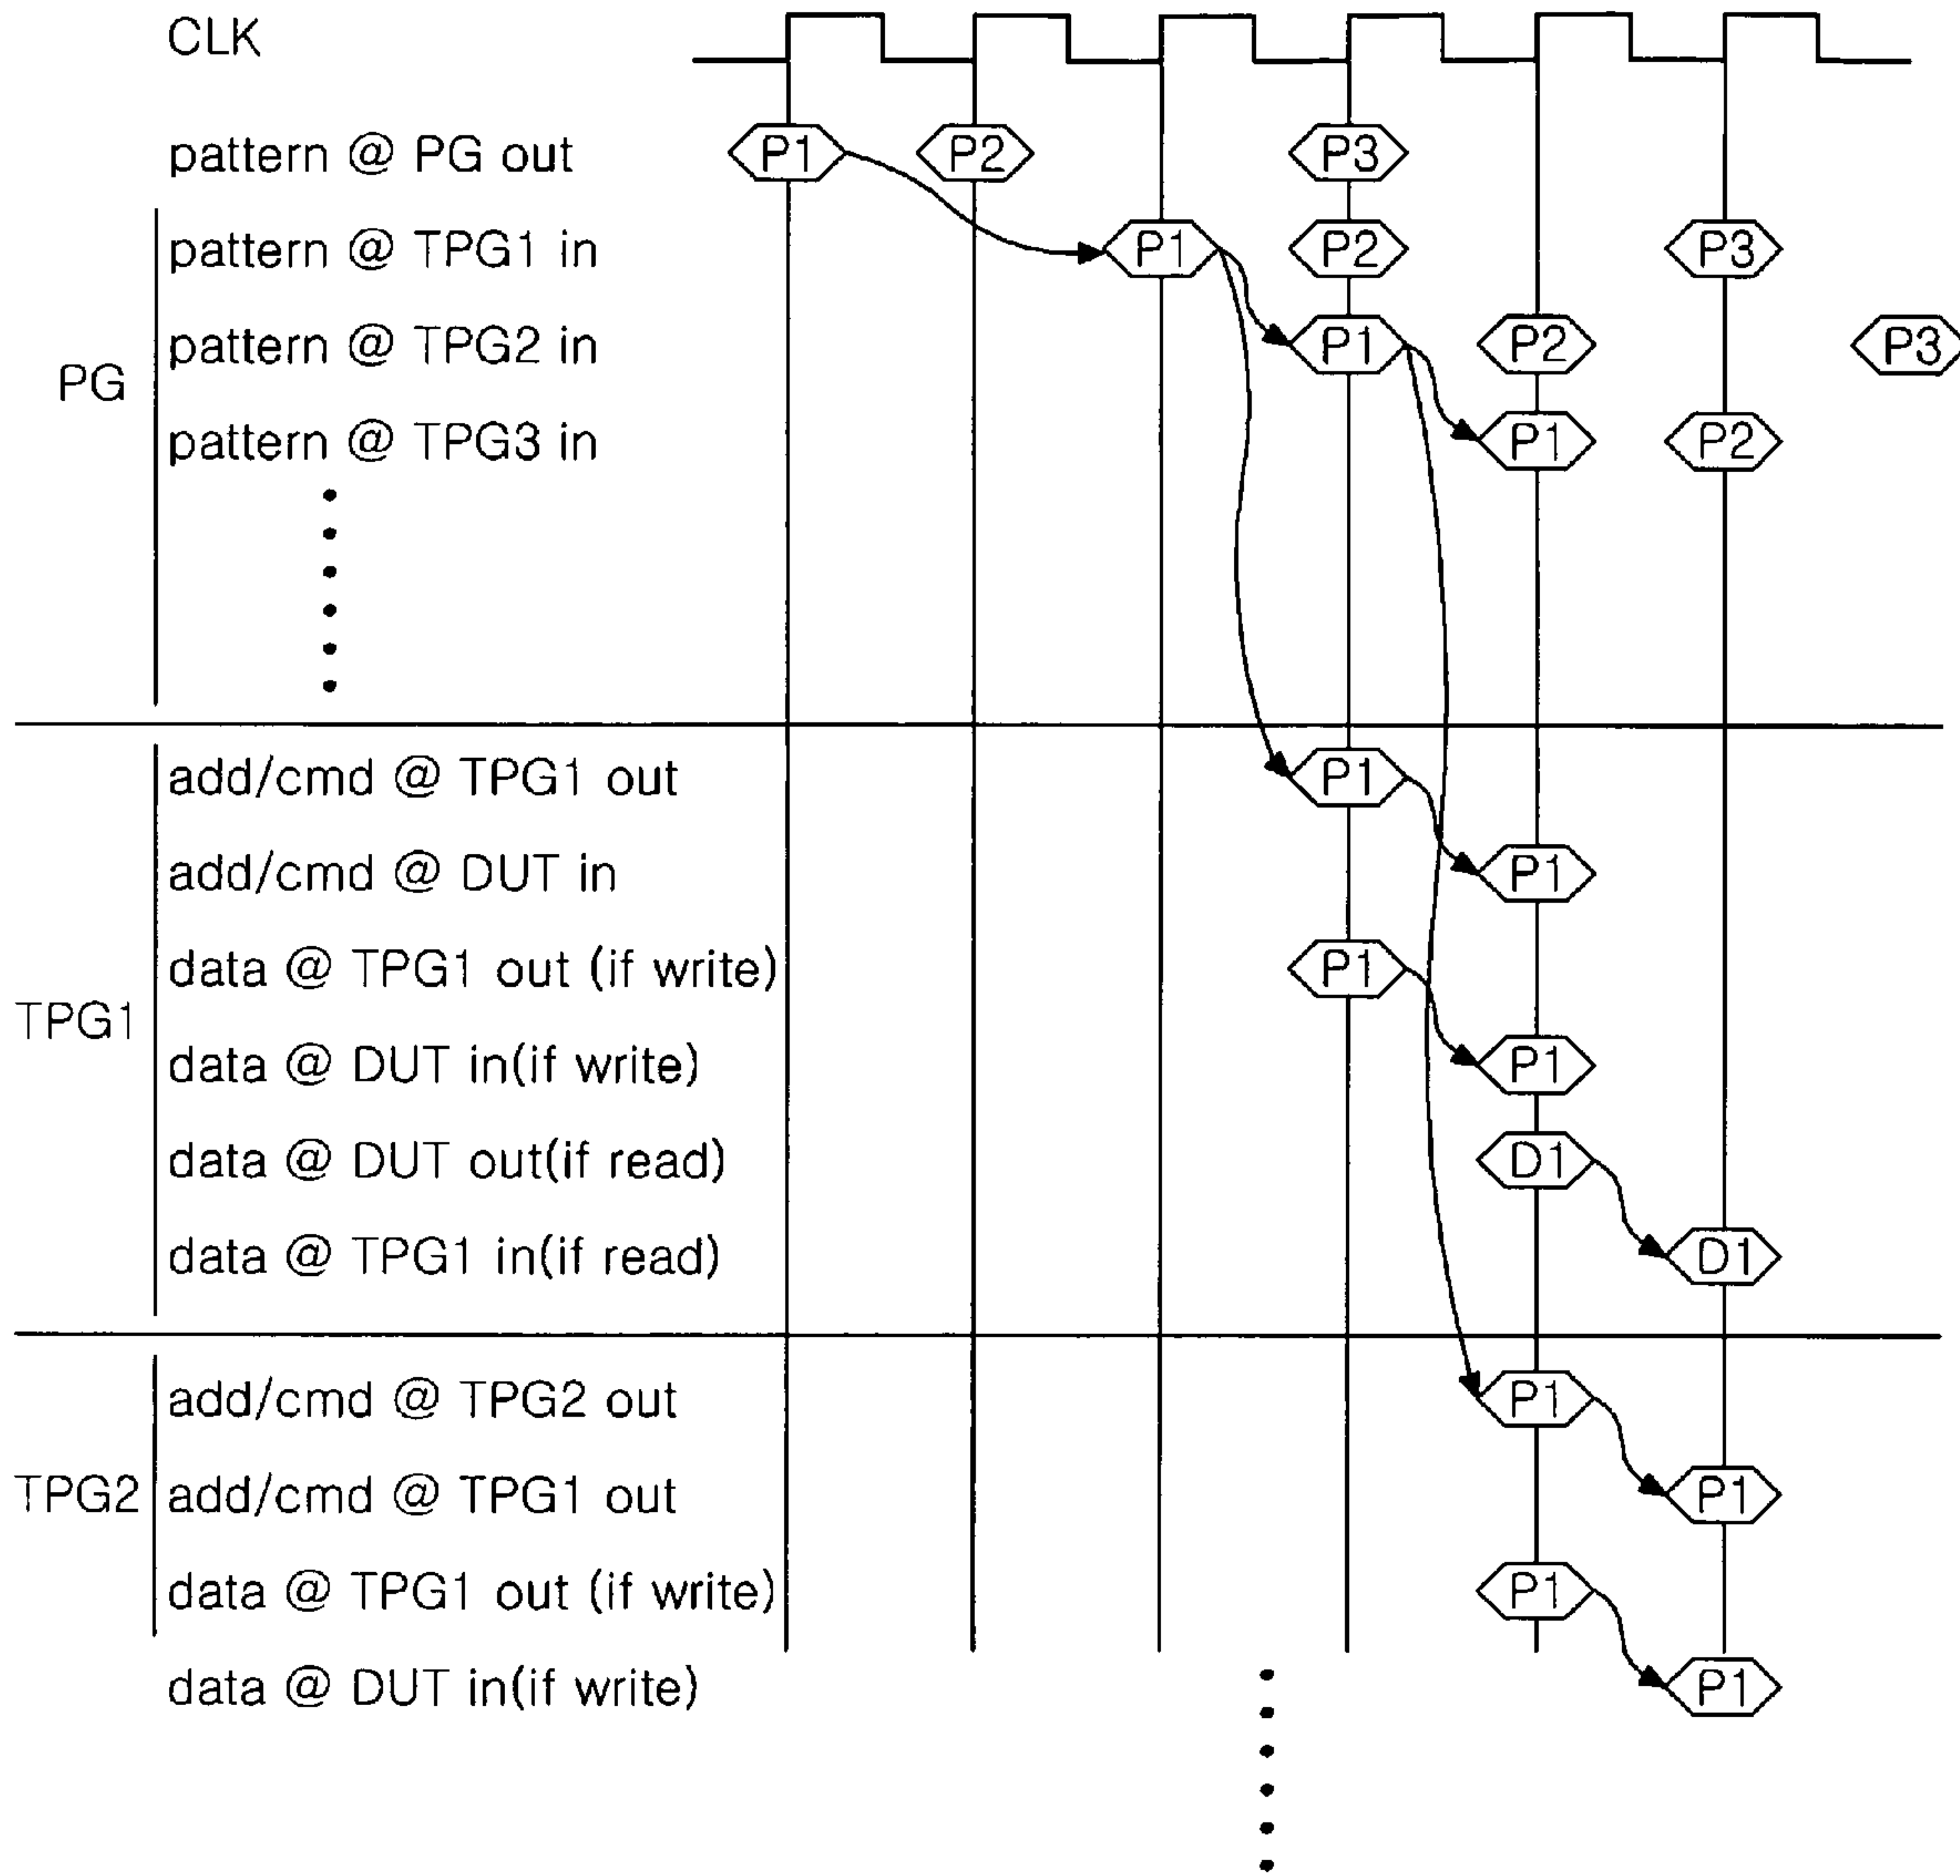 CLK
pattern @ PG out P1 P2 P3
pattern @ TPG1 in P1 P2 P3
pattern @ TPG2 in P1 P2 P3
PG
pattern @ TPG3 in P1 P2
add/cmd @ TPG1 out P1
add/cmd @ DUT in P1
data @ TPG1 out (if write) P1
TPG1
data @ DUT in(if write) P1
data @ DUT out(if read) D1
data @ TPG1 in(if read) D1
add/cmd @ TPG2 out P1
TPG2 add/cmd @ TPG1 out P1
data @ TPG1 out (if write) P1
data @ DUT in(if write) P1